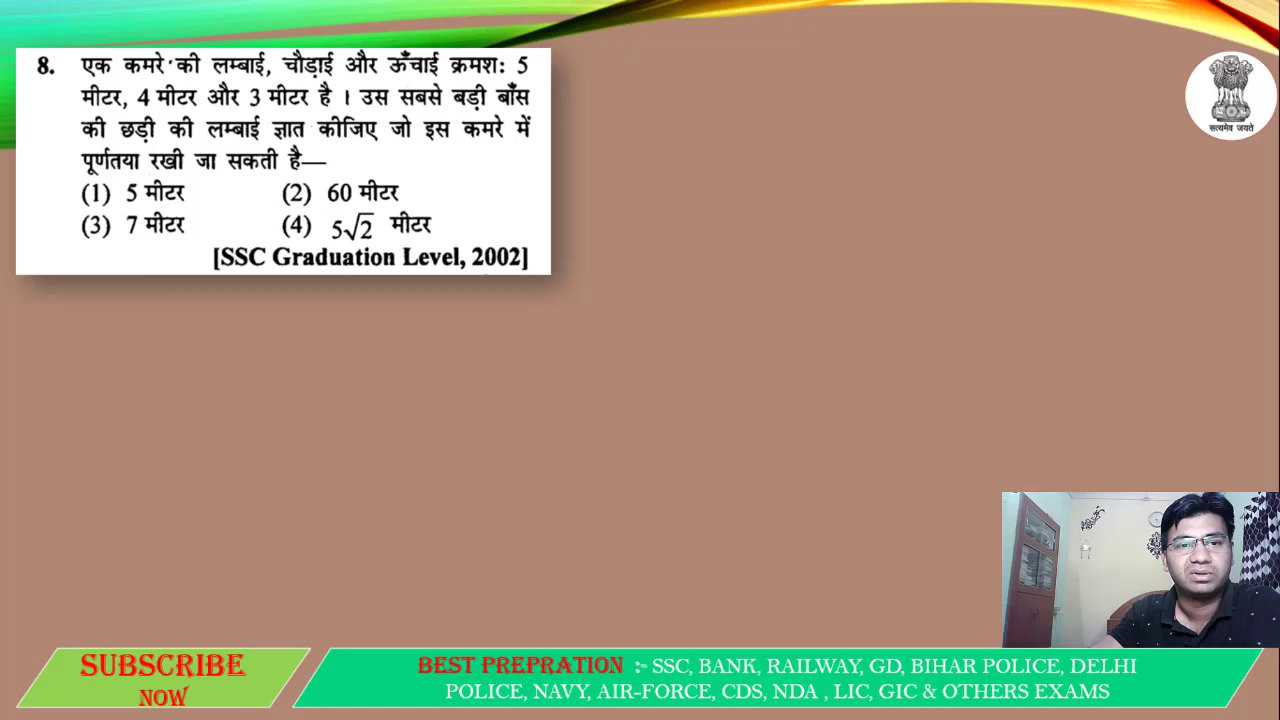 8. एक कमरे की लम्बाई, चौड़ाई और ऊँचाई क्रमशः 5
मीटर, 4 मीटर और 3 मीटर है । उस सबसे बड़ी बाँस
की छड़ी की लम्बाई ज्ञात कीजिए जो इस कमरे में
पूर्णतया रखी जा सकती है—
(1) 5 मीटर (2) 60 मीटर
(3) 7 मीटर (4) 5√2 मीटर
[SSC Graduation Level, 2002]
सत्यमेव जयते
SUBSCRIBE
NOW
BEST PREPRATION :- SSC, BANK, RAILWAY, GD, BIHAR POLICE, DELHI
POLICE, NAVY, AIR-FORCE, CDS, NDA , LIC, GIC & OTHERS EXAMS